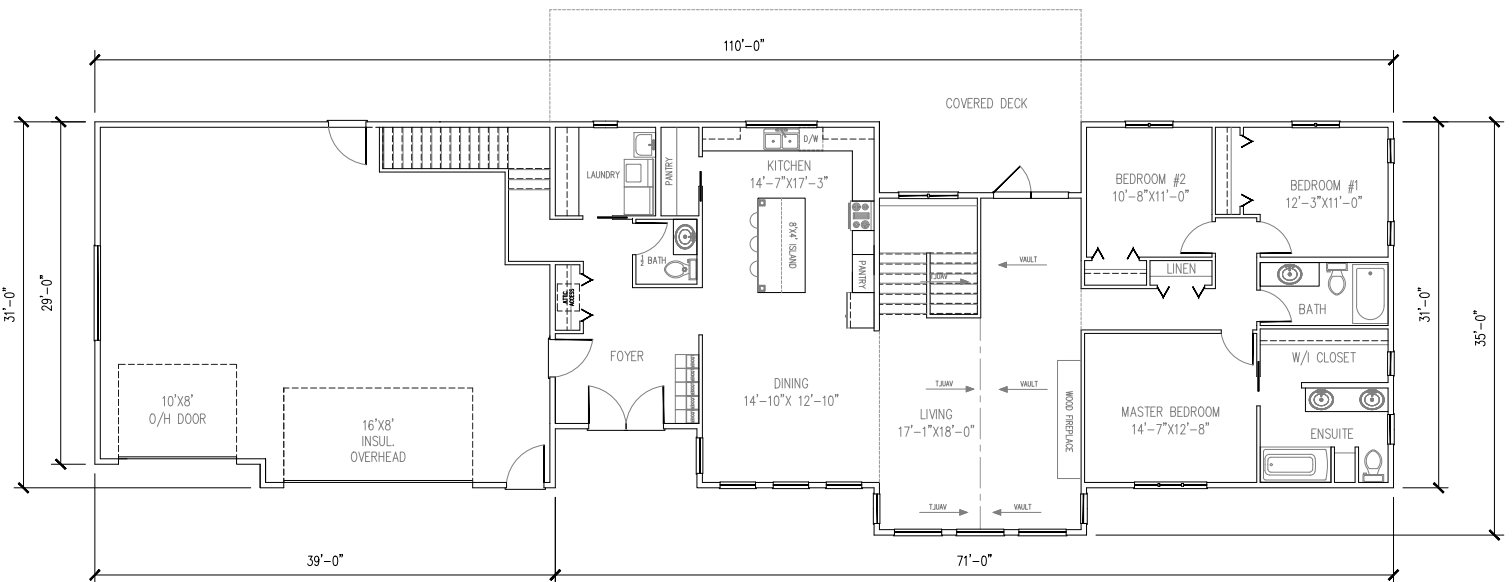 110'-0"
COVERED DECK
D/W
KITCHEN
14'-7"X17'-3"
LAUNDRY
PANTRY
BEDROOM #2
10'-8"X11'-0"
BEDROOM #1
12'-3"X11'-0"
8'X4' ISLAND
½ BATH
VAULT
LINEN
PANTRY
VAULT
ATTIC
ACCESS
31'-0"
29'-0"
BATH
31'-0"
35'-0"
FOYER
W/I CLOSET
DINING
14'-10"X 12'-10"
VAULT
VAULT
10'X8'
O/H DOOR
16'X8'
INSUL.
OVERHEAD
LIVING
17'-1"X18'-0"
WOOD FIREPLACE
MASTER BEDROOM
14'-7"X12'-8"
ENSUITE
VAULT
VAULT
39'-0"
71'-0"